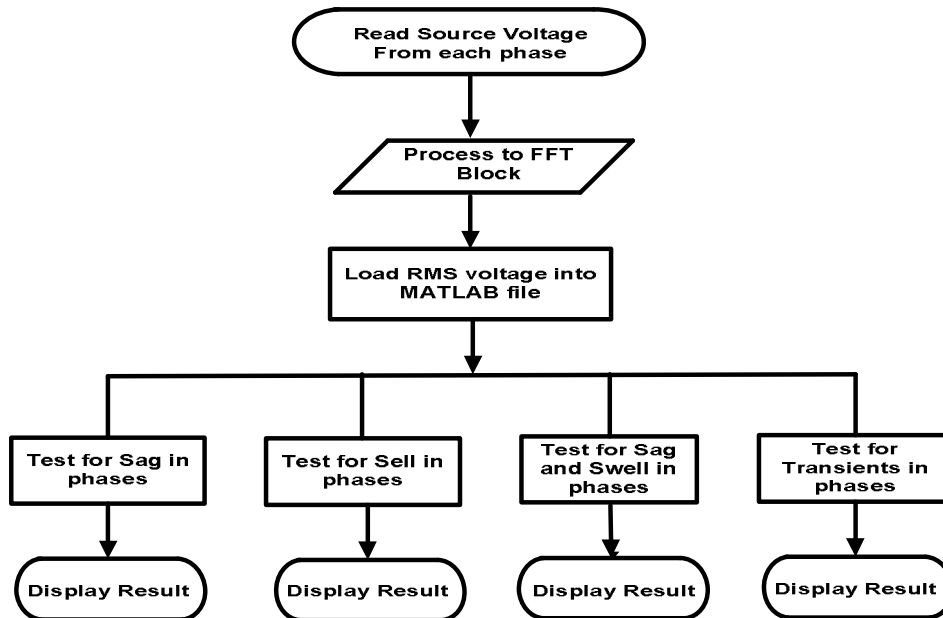 Read Source Voltage
From each phase
Process to FFT
Block
Load RMS voltage into
MATLAB file
Test for Sag in
phases
Test for Sell in
phases
Test for Sag
and Swell in
phases
Test for
Transients in
phases
Display Result
Display Result
Display Result
Display Result